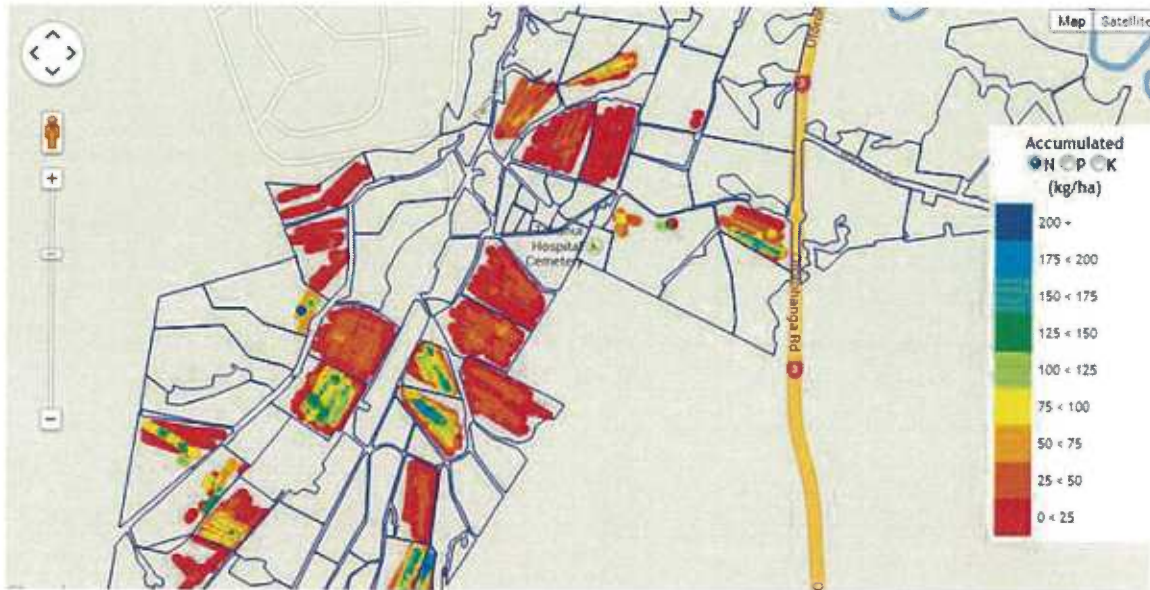 Map Satellite
Accumulated
N P K
(kg/ha)
200 +
175 < 200
150 < 175
125 < 150
100 < 125
75 < 100
50 < 75
25 < 50
0 < 25
Hospital
Cemetery
Rd
3
3